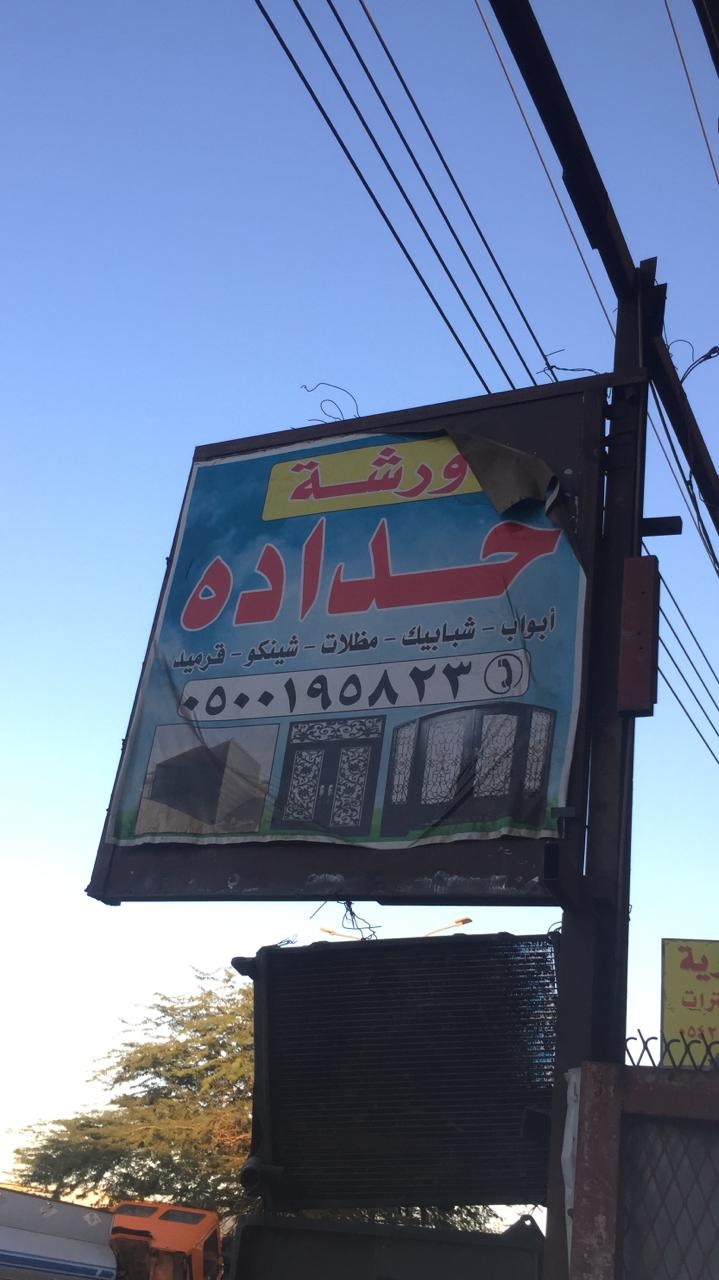 ورشة
حداده
أبواب - شبابيك - مظلات - شينكو - قرميد
٠٥٠٠١٩٥٨٢٣